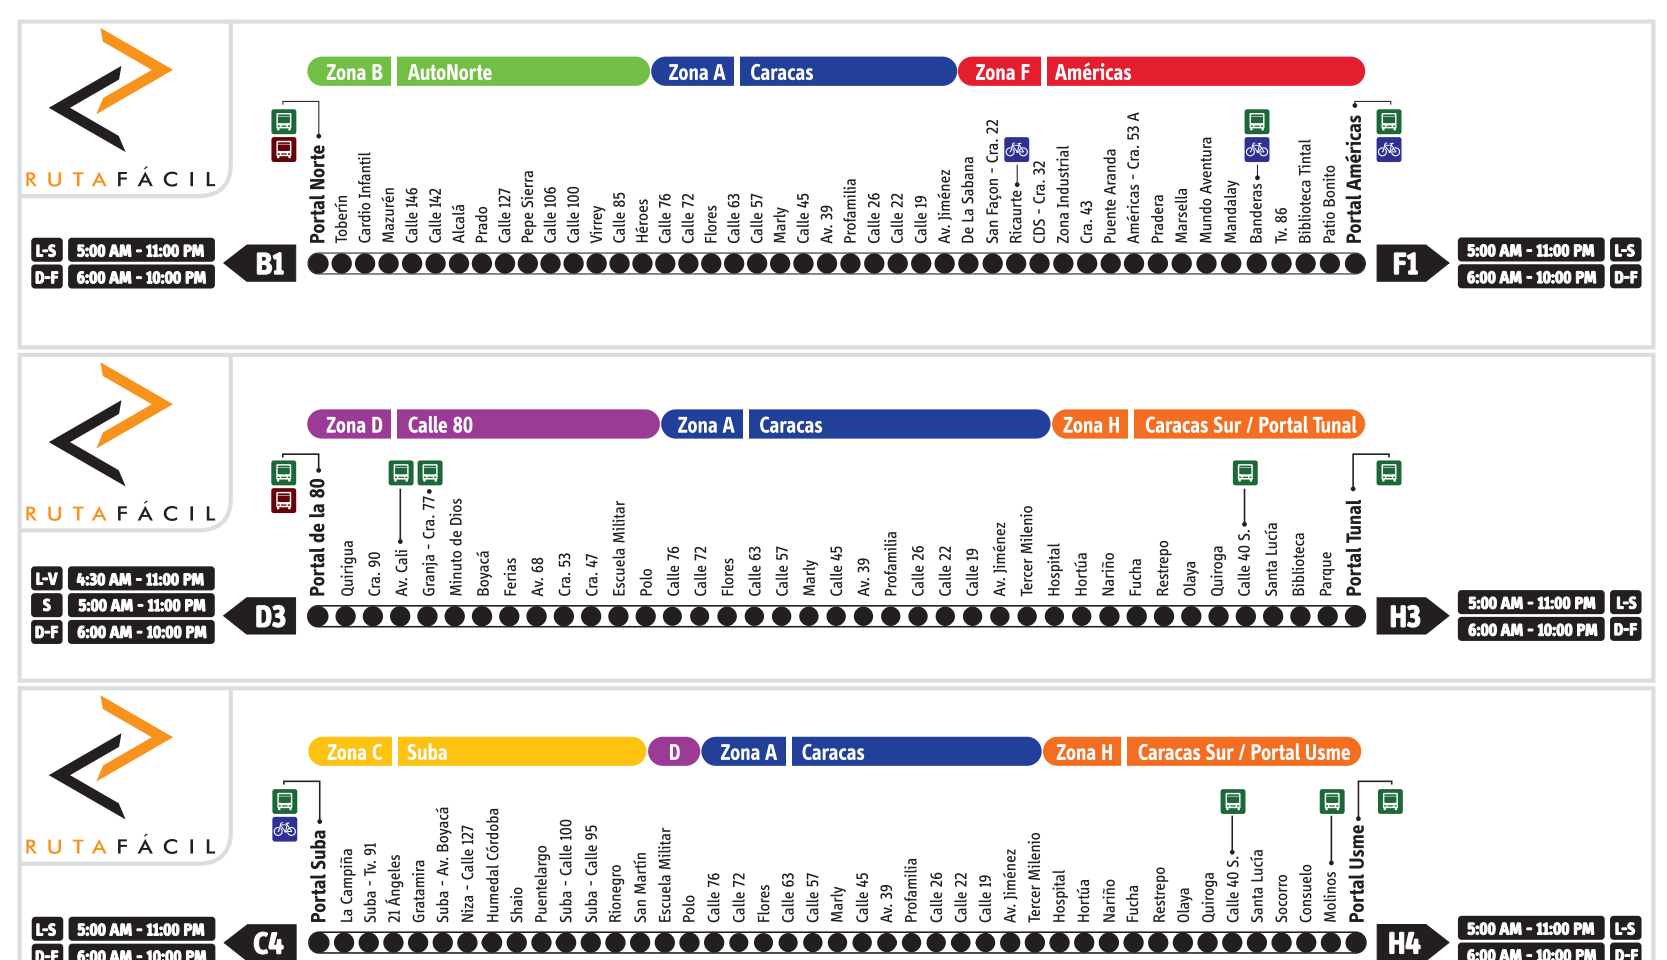 Zona B AutoNorte Zona A Caracas Zona F Américas
RUTAFÁCIL
Portal Norte
Toberín
Cardio Infantil
Mazurén
Calle 146
Calle 142
Alcalá
Prado
Calle 127
Pepe Sierra
Calle 106
Calle 100
Virrey
Calle 85
Héroes
Calle 76
Calle 72
Flores
Calle 63
Calle 57
Marly
Calle 45
Av. 39
Profamilia
Calle 26
Calle 22
Calle 19
Av. Jiménez
De La Sabana
San Façon - Cra. 22
Ricaurte
CDS - Cra. 32
Zona Industrial
Cra. 43
Puente Aranda
Américas - Cra. 53 A
Pradera
Marsella
Mundo Aventura
Mandalay
Banderas
Tv. 86
Biblioteca Tintal
Patio Bonito
Portal Américas
L-S 5:00 AM - 11:00 PM
D-F 6:00 AM - 10:00 PM
B1
F1
5:00 AM - 11:00 PM L-S
6:00 AM - 10:00 PM D-F
Zona D Calle 80 Zona A Caracas Zona H Caracas Sur / Portal Tunal
RUTAFÁCIL
Portal de la 80
Quirigua
Cra. 90
Av. Cali
Granja - Cra. 77
Minuto de Dios
Boyacá
Ferias
Av. 68
Cra. 53
Cra. 47
Escuela Militar
Polo
Calle 76
Calle 72
Flores
Calle 63
Calle 57
Marly
Calle 45
Av. 39
Profamilia
Calle 26
Calle 22
Calle 19
Av. Jiménez
Tercer Milenio
Hospital
Hortúa
Nariño
Fucha
Restrepo
Olaya
Quiroga
Calle 40 S.
Santa Lucía
Biblioteca
Parque
Portal Tunal
L-V 4:30 AM - 11:00 PM
S 5:00 AM - 11:00 PM
D-F 6:00 AM - 10:00 PM
D3
H3
5:00 AM - 11:00 PM L-S
6:00 AM - 10:00 PM D-F
Zona C Suba D Zona A Caracas Zona H Caracas Sur / Portal Usme
RUTAFÁCIL
Portal Suba
La Campiña
Suba - Tv. 91
21 Ángeles
Gratamira
Suba - Av. Boyacá
Niza - Calle 127
Humedal Córdoba
Shaio
Puentelargo
Suba - Calle 100
Suba - Calle 95
Rionegro
San Martín
Escuela Militar
Polo
Calle 76
Calle 72
Flores
Calle 63
Calle 57
Marly
Calle 45
Av. 39
Profamilia
Calle 26
Calle 22
Calle 19
Av. Jiménez
Tercer Milenio
Hospital
Hortúa
Nariño
Fucha
Restrepo
Olaya
Quiroga
Calle 40 S.
Santa Lucía
Socorro
Consuelo
Molinos
Portal Usme
L-S 5:00 AM - 11:00 PM
D-F 6:00 AM - 10:00 PM
C4
H4
5:00 AM - 11:00 PM L-S
6:00 AM - 10:00 PM D-F